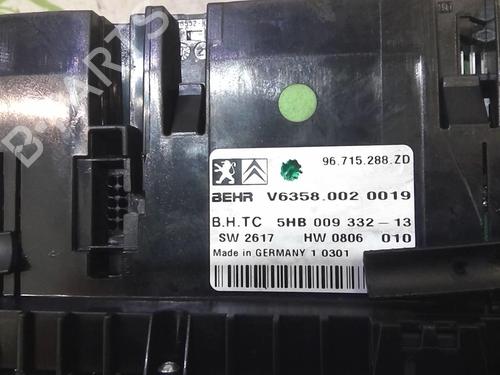 96.715.288.ZD
BEHR V6358.002 0019
B.H.TC 5HB 009 332-13
SW 2617 HW 0806 010
Made in GERMANY 1 0301
B-PARTS